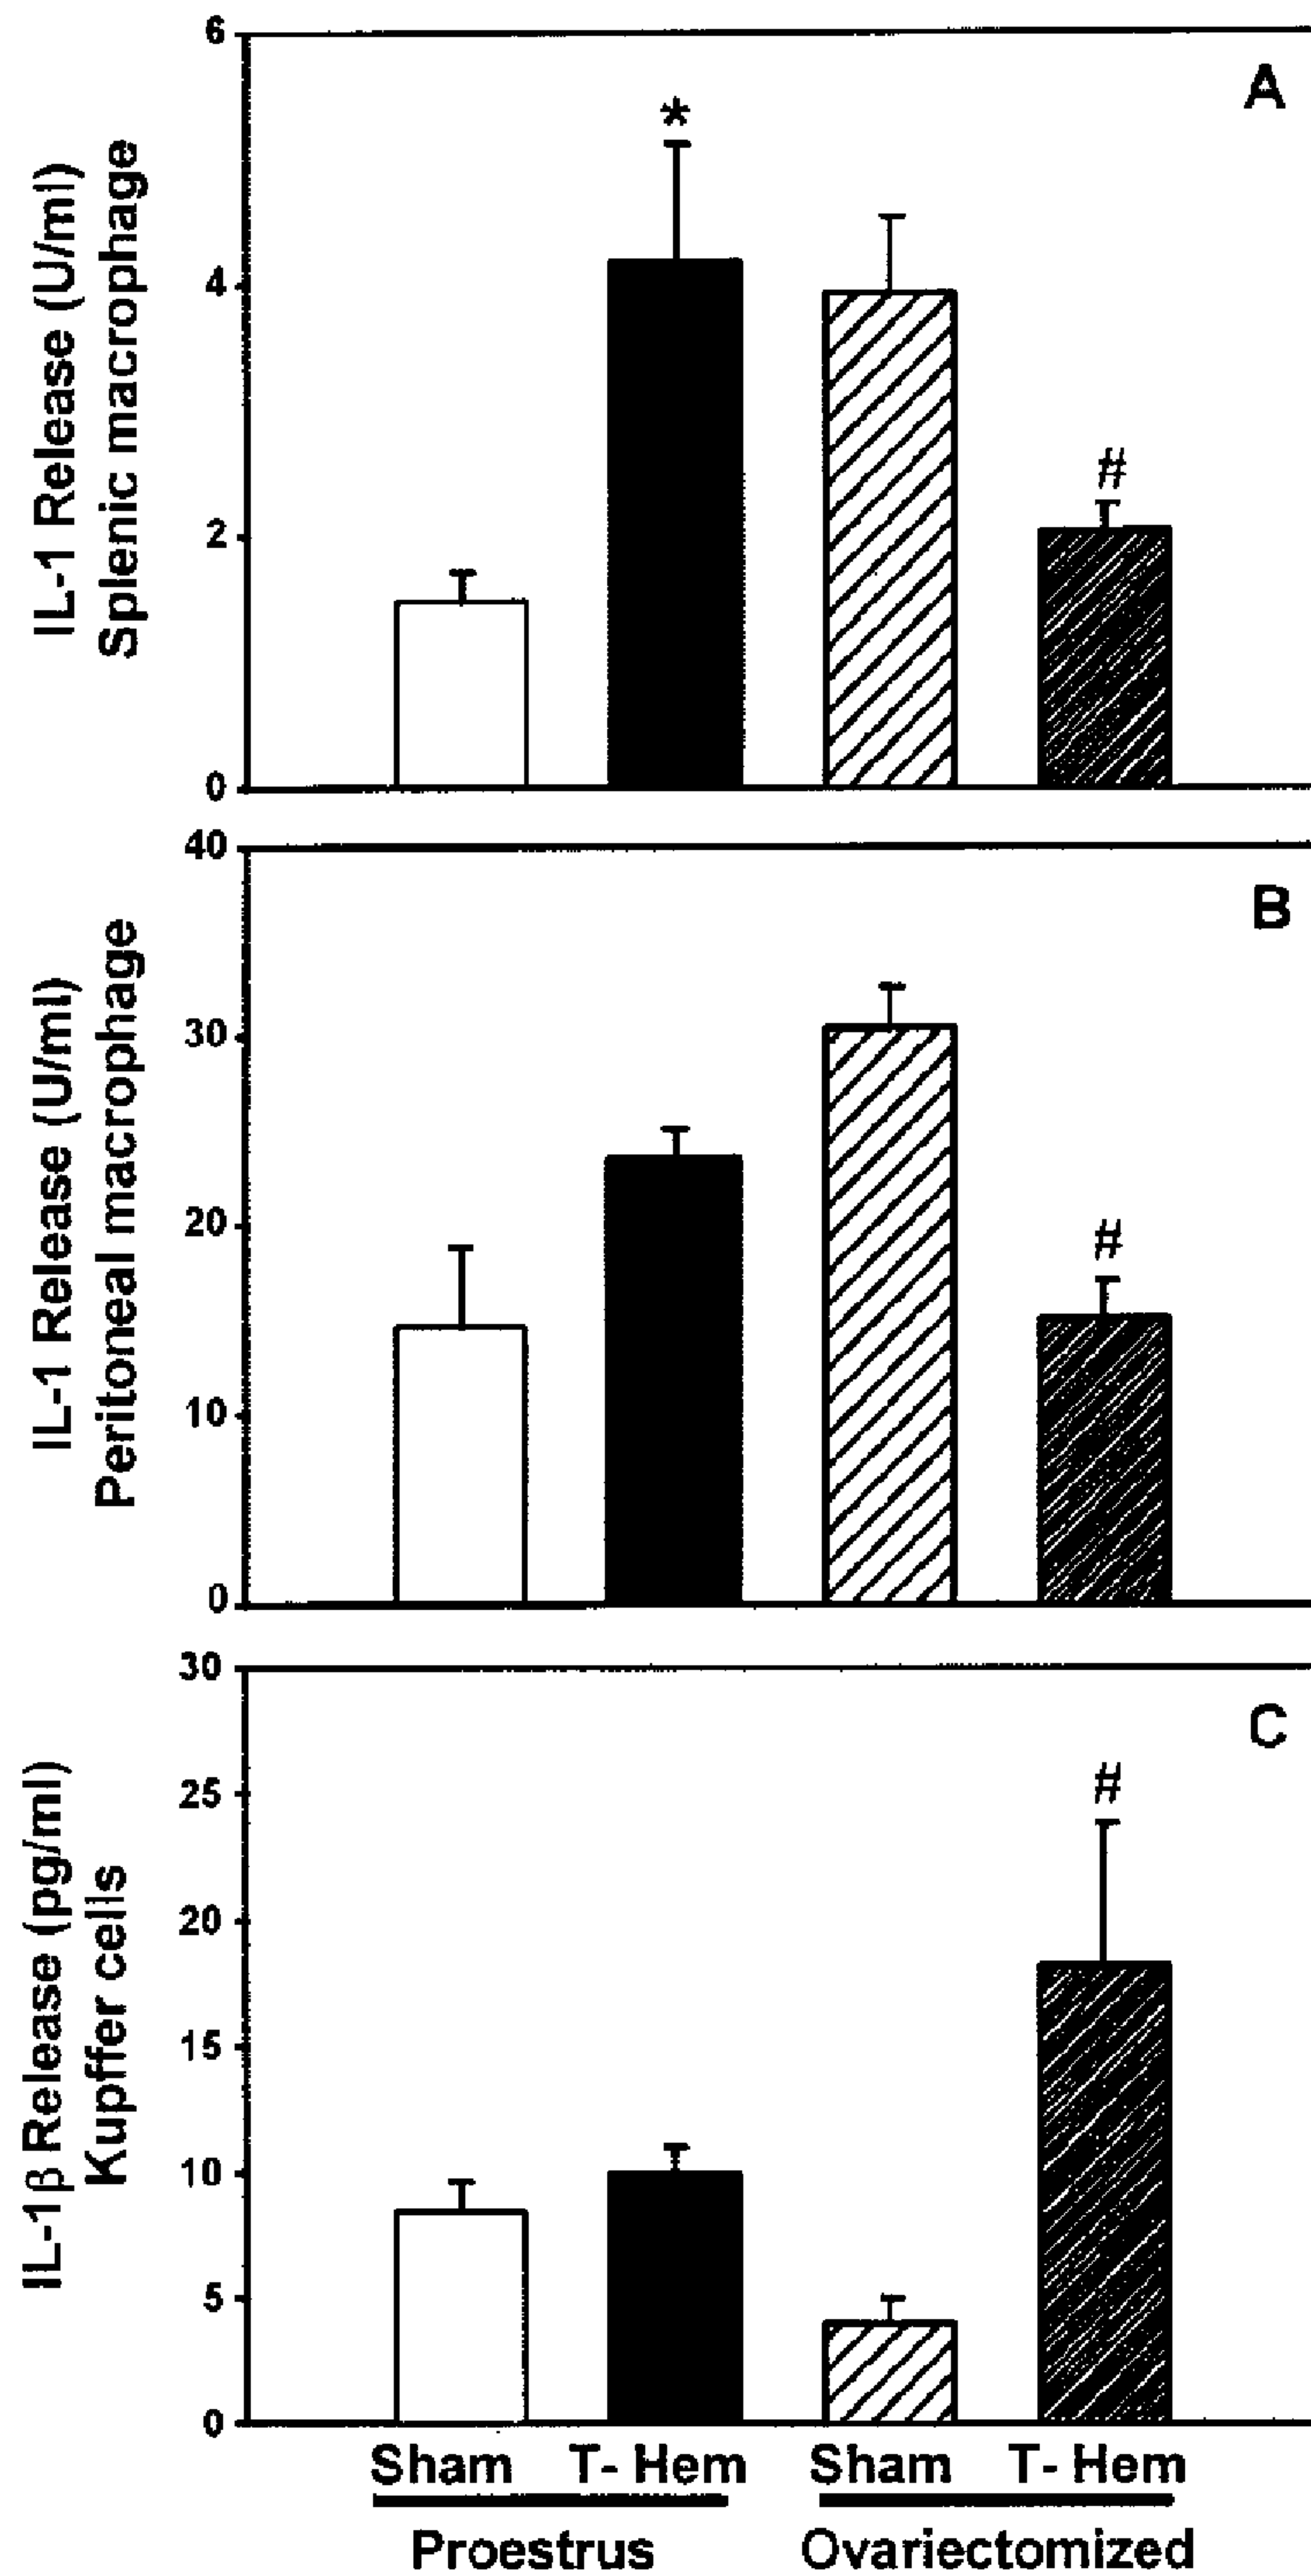 A
IL-1 Release (U/ml)
Splenic macrophage
6
4
2
0
*
#
B
IL-1 Release (U/ml)
Peritoneal macrophage
40
30
20
10
0
#
C
IL-1β Release (pg/ml)
Kupffer cells
30
25
20
15
10
5
0
#
Sham T- Hem Sham T- Hem
Proestrus Ovariectomized